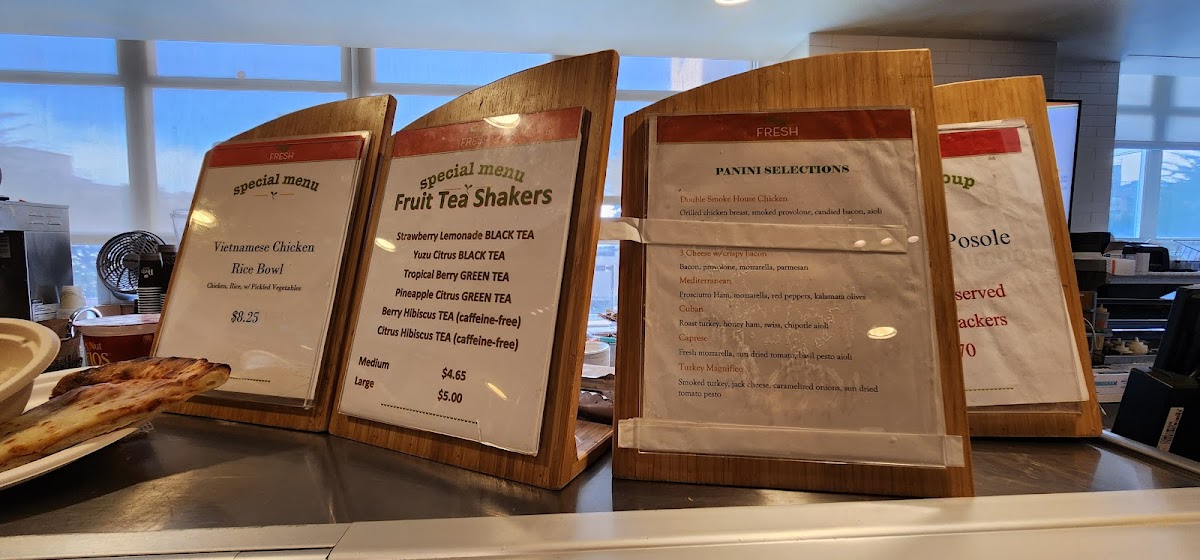 FRESH
special menu
Vietnamese Chicken
Rice Bowl
Chicken, Rice, w/ Pickled Vegetables
$8.25
FRESH
special menu
Fruit Tea Shakers
Strawberry Lemonade BLACK TEA
Yuzu Citrus BLACK TEA
Tropical Berry GREEN TEA
Pineapple Citrus GREEN TEA
Berry Hibiscus TEA (caffeine-free)
Citrus Hibiscus TEA (caffeine-free)
Medium $4.65
Large $5.00
FRESH
PANINI SELECTIONS
Double Smoke House Chicken
Grilled chicken breast, smoked provolone, candied bacon, aioli
3 Cheese w/crispy bacon
Bacon, provolone, mozzarella, parmesan
Mediterranean
Prosciutto Ham, mozzarella, red peppers, kalamata olives
Cuban
Roast turkey, honey ham, swiss, chipotle aioli
Caprese
Fresh mozzarella, sun dried tomato, basil pesto aioli
Turkey Magnifico
Smoked turkey, jack cheese, caramelized onions, sun dried
tomato pesto
oup
Posole
served
ackers
70